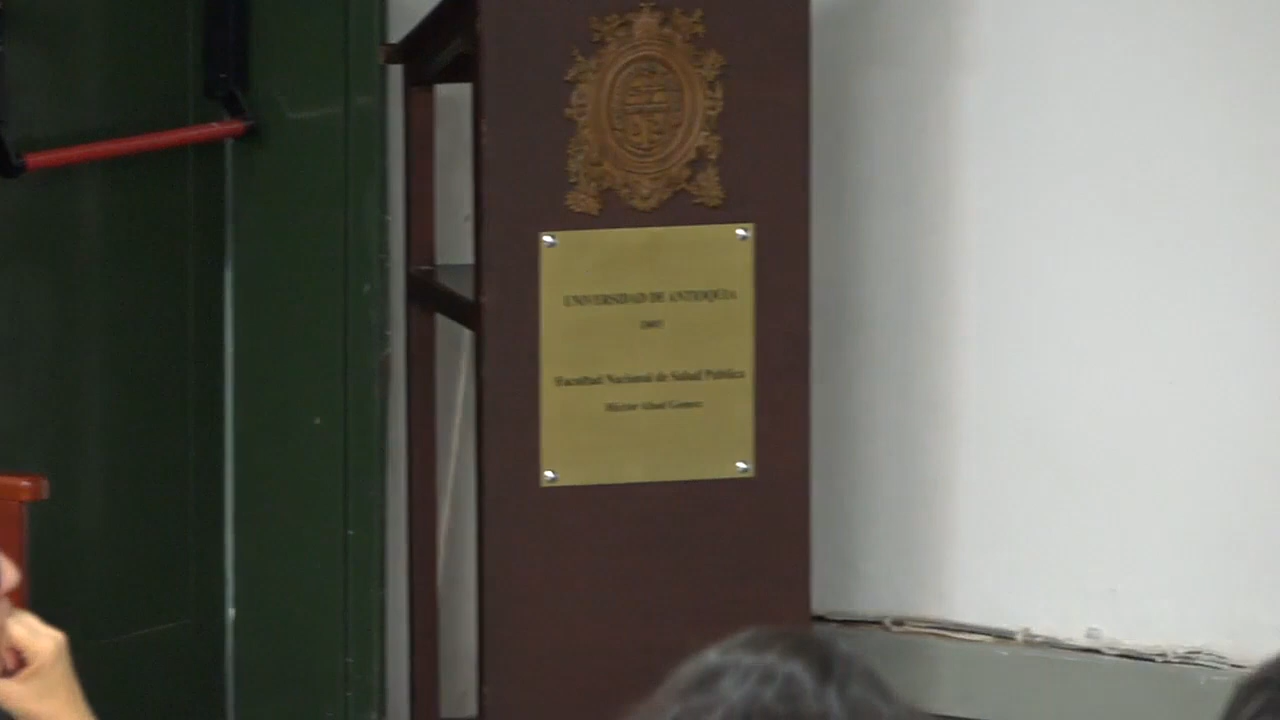 UNIVERSIDAD DE ANTIOQUIA
Facultad Nacional de Salud Pública
Héctor Abad Gómez